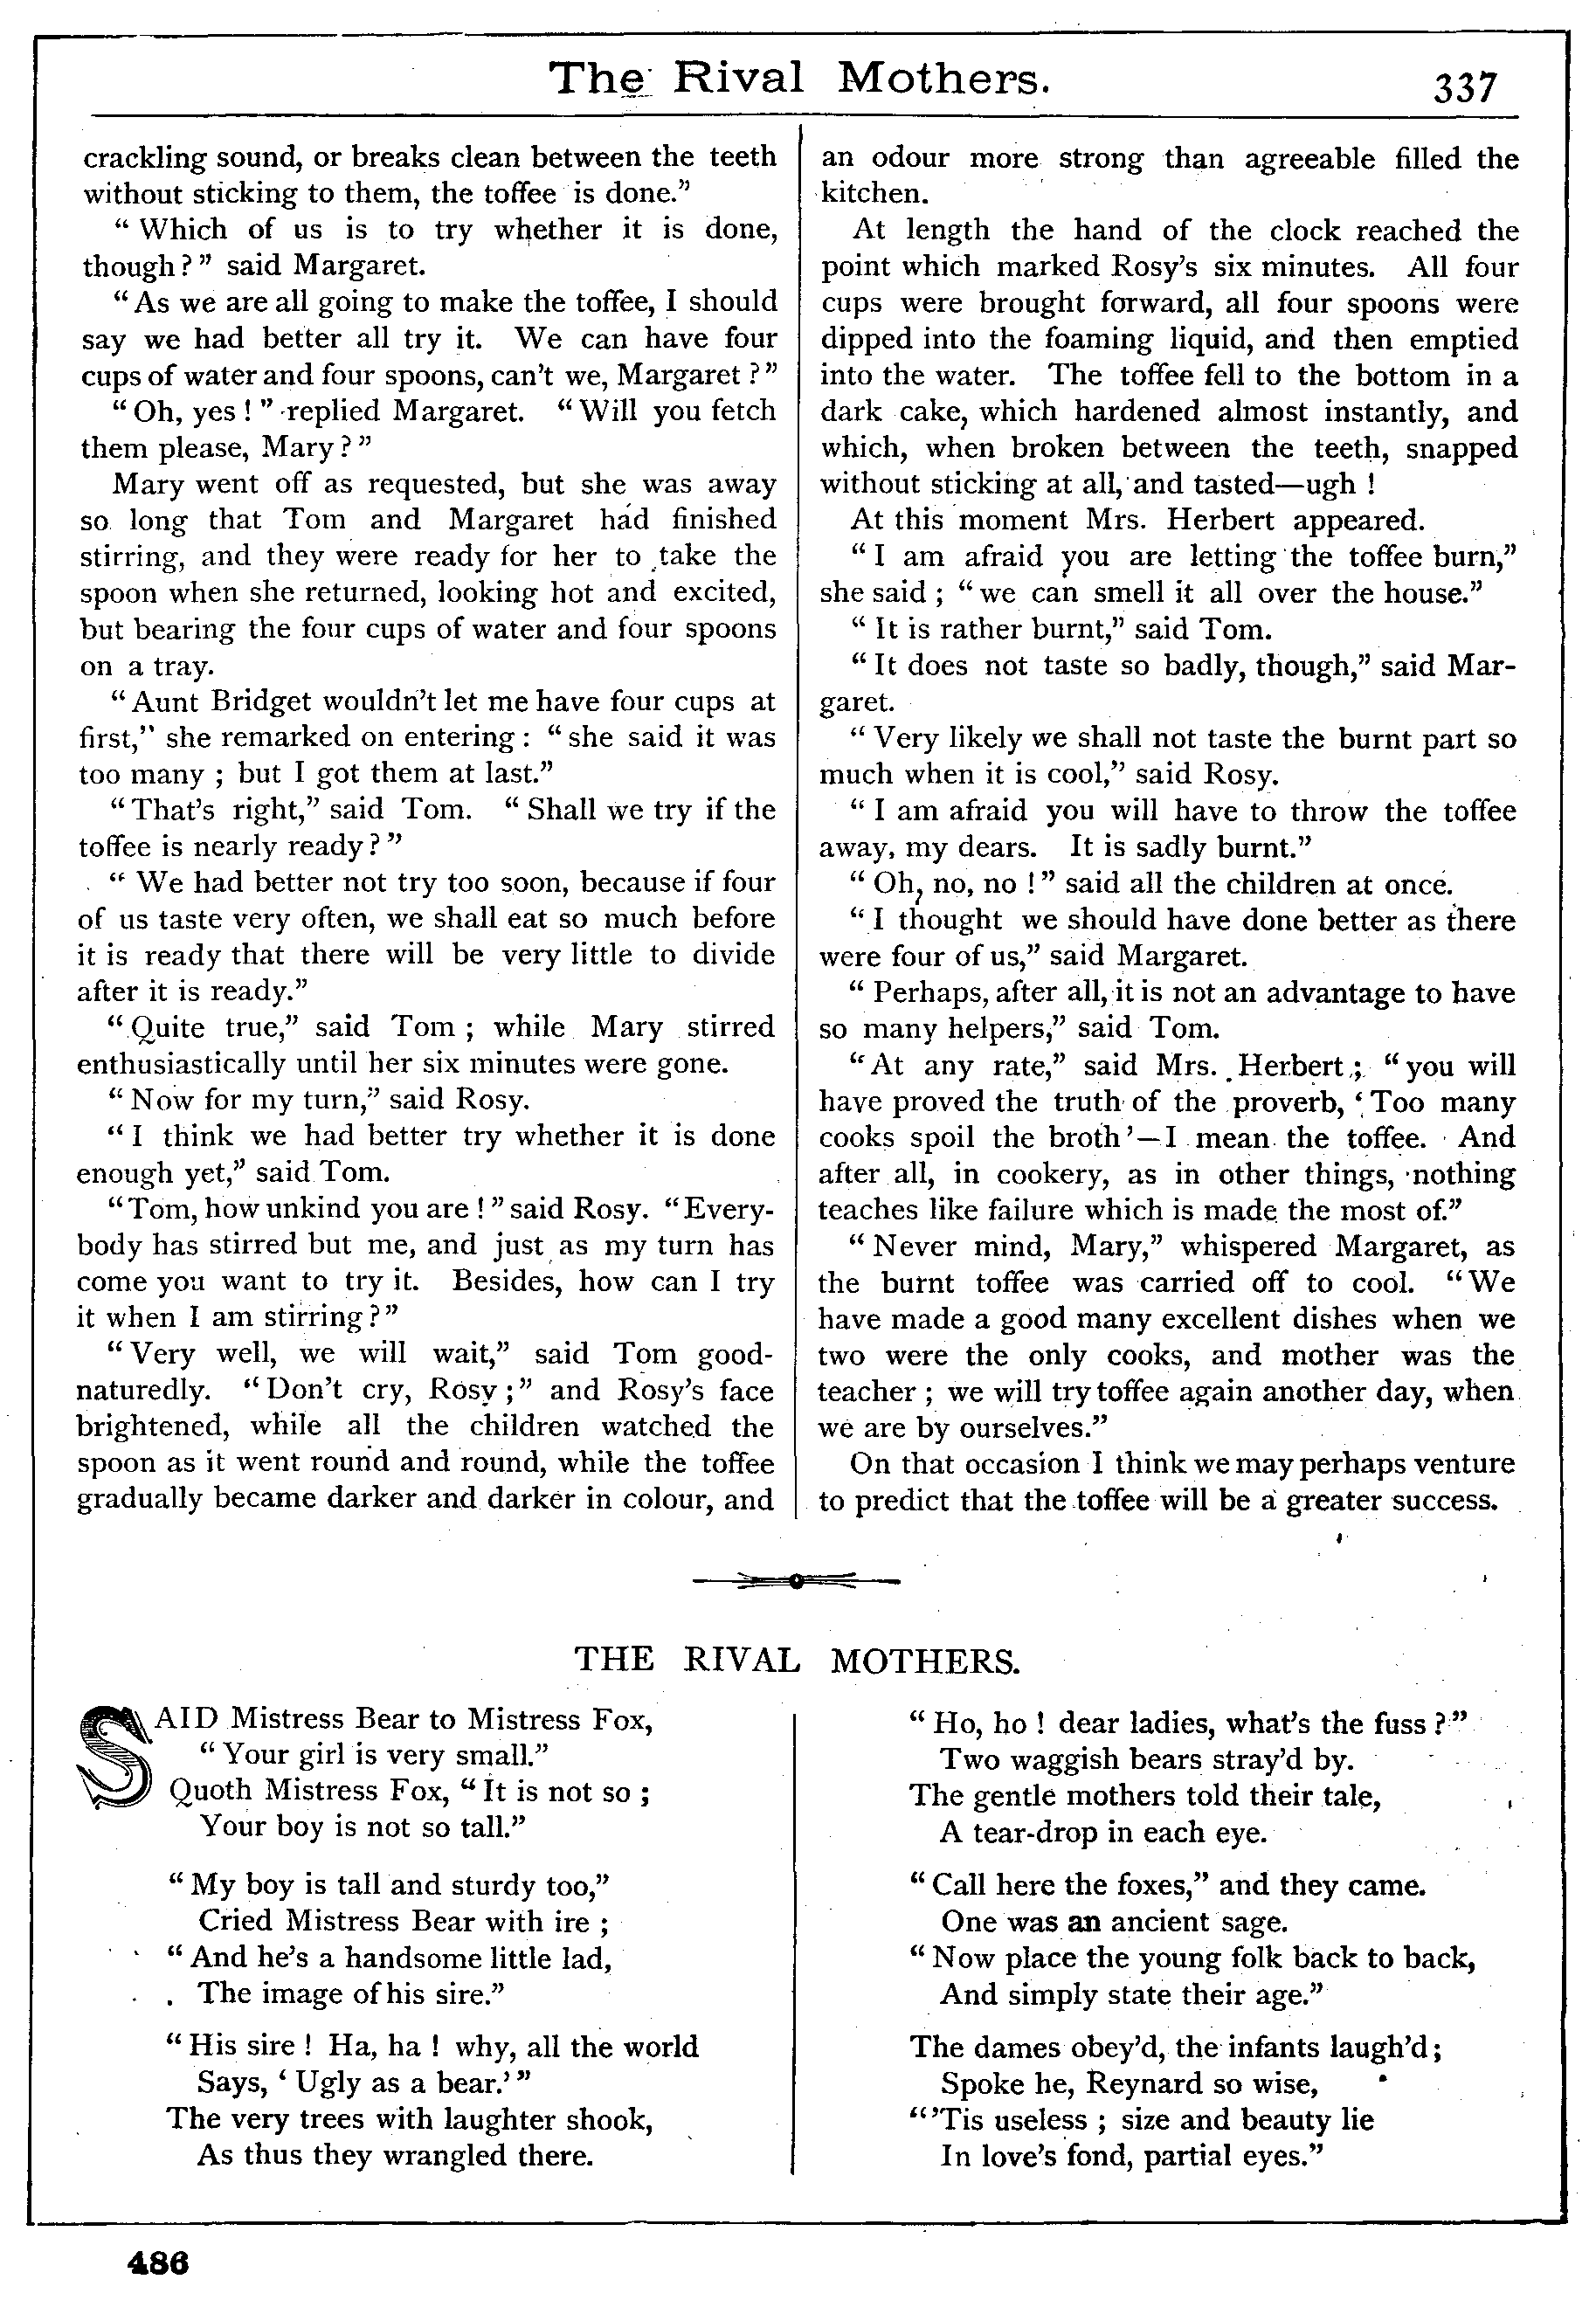 The Rival Mothers.
337
crackling sound, or breaks clean between the teeth
without sticking to them, the toffee is done.”
“ Which of us is to try whether it is done,
though ? ” said Margaret.
“ As we are all going to make the toffee, I should
say we had better all try it. We can have four
cups of water and four spoons, can’t we, Margaret ? ”
“ Oh, yes ! ” replied Margaret. “ Will you fetch
them please, Mary ? ”
Mary went off as requested, but she was away
so long that Tom and Margaret had finished
stirring, and they were ready for her to take the
spoon when she returned, looking hot and excited,
but bearing the four cups of water and four spoons
on a tray.
“ Aunt Bridget wouldn’t let me have four cups at
first,” she remarked on entering : “ she said it was
too many ; but I got them at last.”
“ That’s right,” said Tom. “ Shall we try if the
toffee is nearly ready ? ”
“ We had better not try too soon, because if four
of us taste very often, we shall eat so much before
it is ready that there will be very little to divide
after it is ready.”
“ Quite true,” said Tom ; while Mary stirred
enthusiastically until her six minutes were gone.
“ Now for my turn,” said Rosy.
“ I think we had better try whether it is done
enough yet,” said Tom.
“ Tom, how unkind you are ! ” said Rosy. “ Every-
body has stirred but me, and just as my turn has
come you want to try it. Besides, how can I try
it when I am stirring ? ”
“ Very well, we will wait,” said Tom good-
naturedly. “ Don’t cry, Rosy ; ” and Rosy’s face
brightened, while all the children watched the
spoon as it went round and round, while the toffee
gradually became darker and darker in colour, and
an odour more strong than agreeable filled the
kitchen.
At length the hand of the clock reached the
point which marked Rosy’s six minutes. All four
cups were brought forward, all four spoons were
dipped into the foaming liquid, and then emptied
into the water. The toffee fell to the bottom in a
dark cake, which hardened almost instantly, and
which, when broken between the teeth, snapped
without sticking at all, and tasted—ugh !
At this moment Mrs. Herbert appeared.
“ I am afraid you are letting the toffee burn,”
she said ; “ we can smell it all over the house.”
“ It is rather burnt,” said Tom.
“ It does not taste so badly, though,” said Mar-
garet.
“ Very likely we shall not taste the burnt part so
much when it is cool,” said Rosy.
“ I am afraid you will have to throw the toffee
away, my dears. It is sadly burnt.”
“ Oh, no, no ! ” said all the children at once.
“ I thought we should have done better as there
were four of us,” said Margaret.
“ Perhaps, after all, it is not an advantage to have
so many helpers,” said Tom.
“ At any rate,” said Mrs. Herbert ; “ you will
have proved the truth of the proverb, ‘ Too many
cooks spoil the broth ’—I mean the toffee. And
after all, in cookery, as in other things, nothing
teaches like failure which is made the most of.”
“ Never mind, Mary,” whispered Margaret, as
the burnt toffee was carried off to cool. “ We
have made a good many excellent dishes when we
two were the only cooks, and mother was the
teacher ; we will try toffee again another day, when
we are by ourselves.”
On that occasion I think we may perhaps venture
to predict that the toffee will be a greater success.
THE RIVAL MOTHERS.
SAID Mistress Bear to Mistress Fox,
“ Your girl is very small.”
Quoth Mistress Fox, “ It is not so ;
Your boy is not so tall.”
“ My boy is tall and sturdy too,”
Cried Mistress Bear with ire ;
“ And he’s a handsome little lad,
The image of his sire.”
“ His sire ! Ha, ha ! why, all the world
Says, ‘ Ugly as a bear.’ ”
The very trees with laughter shook,
As thus they wrangled there.
“ Ho, ho ! dear ladies, what’s the fuss ? ”
Two waggish bears stray’d by.
The gentle mothers told their tale,
A tear-drop in each eye.
“ Call here the foxes,” and they came.
One was an ancient sage.
“ Now place the young folk back to back,
And simply state their age.”
The dames obey’d, the infants laugh’d ;
Spoke he, Reynard so wise,
“ ’Tis useless ; size and beauty lie
In love’s fond, partial eyes.”
486